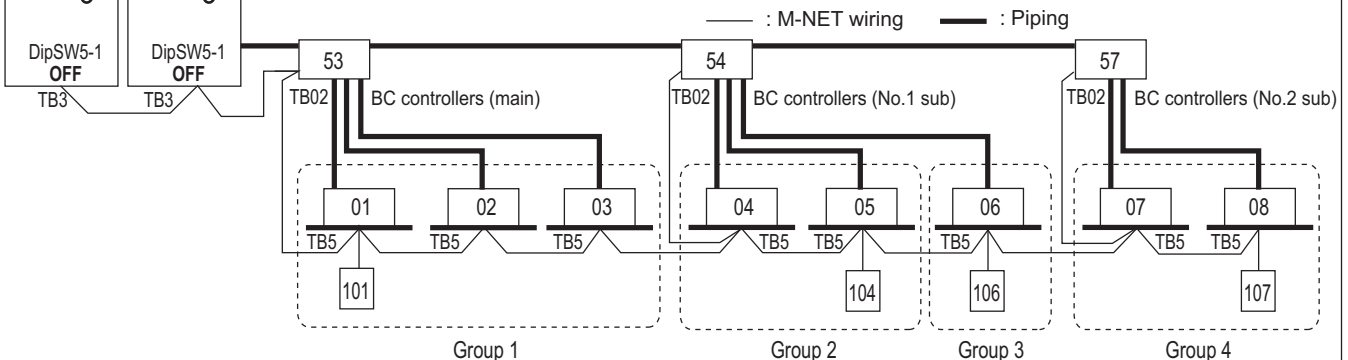 : M-NET wiring : Piping
DipSW5-1 DipSW5-1
OFF OFF
TB3 TB3
53 54 57
TB02 BC controllers (main) TB02 BC controllers (No.1 sub) TB02 BC controllers (No.2 sub)
01 02 03 04 05 06 07 08
TB5 TB5 TB5 TB5 TB5 TB5 TB5 TB5
101 104 106 107
Group 1 Group 2 Group 3 Group 4